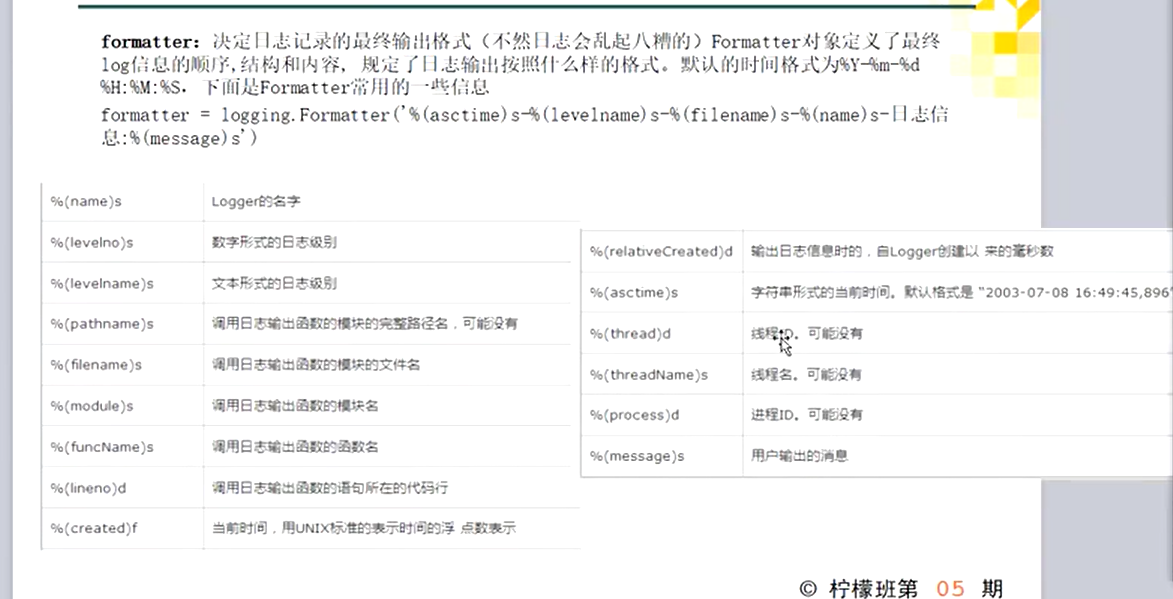 formatter：决定日志记录的最终输出格式（不然日志会乱起八糟的）Formatter对象定义了最终
log信息的顺序,结构和内容，规定了日志输出按照什么样的格式。默认的时间格式为%Y-%m-%d
%H:%M:%S，下面是Formatter常用的一些信息
formatter = logging.Formatter('%(asctime)s-%(levelname)s-%(filename)s-%(name)s-日志信
息:%(message)s')
%(name)s Logger的名字
%(levelno)s 数字形式的日志级别
%(levelname)s 文本形式的日志级别
%(pathname)s 调用日志输出函数的模块的完整路径名，可能没有
%(filename)s 调用日志输出函数的模块的文件名
%(module)s 调用日志输出函数的模块名
%(funcName)s 调用日志输出函数的函数名
%(lineno)d 调用日志输出函数的语句所在的代码行
%(created)f 当前时间，用UNIX标准的表示时间的浮 点数表示
%(relativeCreated)d 输出日志信息时的，自Logger创建以 来的毫秒数
%(asctime)s 字符串形式的当前时间。默认格式是 "2003-07-08 16:49:45,896"
%(thread)d 线程ID。可能没有
%(threadName)s 线程名。可能没有
%(process)d 进程ID。可能没有
%(message)s 用户输出的消息
© 柠檬班第 05 期